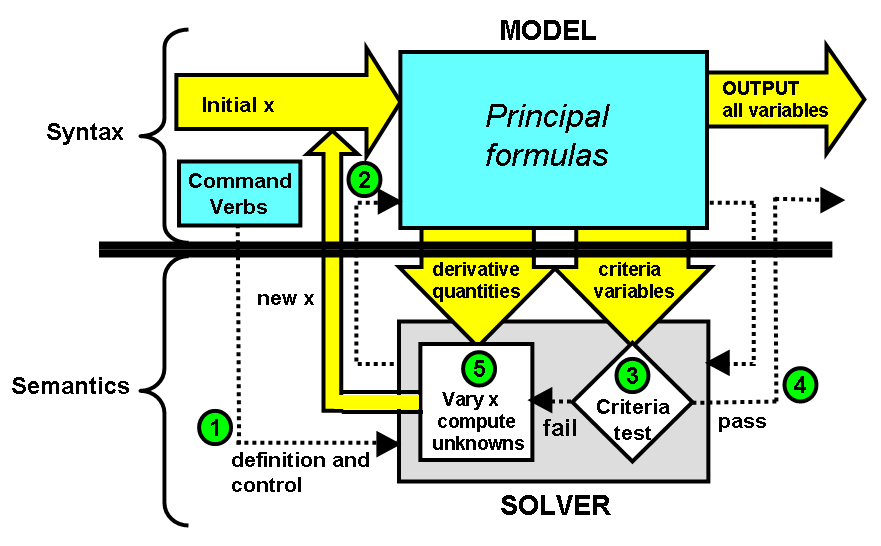 MODEL
Initial x
Principal
formulas
OUTPUT
all variables
Syntax
Command
Verbs
2
derivative
quantities
criteria
variables
new x
Semantics
5
Vary x
compute
unknowns
3
Criteria
test
4
fail
pass
1
definition and
control
SOLVER